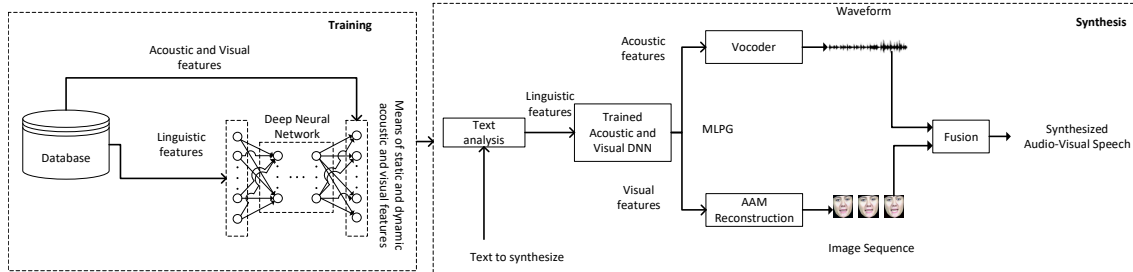 Training
Acoustic and Visual
features
Database
Linguistic
features
Deep Neural
Network
Means of static and dynamic
acoustic and visual features
Synthesis
Text analysis
Text to synthesize
Linguistic
features
Trained
Acoustic and
Visual DNN
Acoustic
features
MLPG
Visual
features
Vocoder
Waveform
AAM
Reconstruction
Image Sequence
Fusion
Synthesized
Audio-Visual Speech